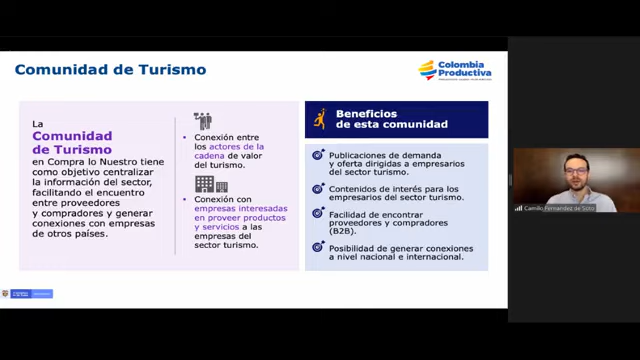 Comunidad de Turismo
Colombia
Productiva
La
Comunidad
de Turismo
en Compra lo Nuestro tiene
como objetivo centralizar
la información del sector,
facilitando el encuentro
entre proveedores
y compradores y generar
conexiones con empresas
de otros países.
Conexión entre
los actores de la
cadena de valor
del turismo.
Conexión con
empresas interesadas
en proveer productos
y servicios a las
empresas del
sector turismo.
Beneficios
de esta comunidad
Publicaciones de demanda
y oferta dirigidas a empresarios
del sector turismo.
Contenidos de interés para los
empresarios del sector turismo.
Facilidad de encontrar
proveedores y compradores
(B2B).
Posibilidad de generar conexiones
a nivel nacional e internacional.
Camilo Fernandez de Soto